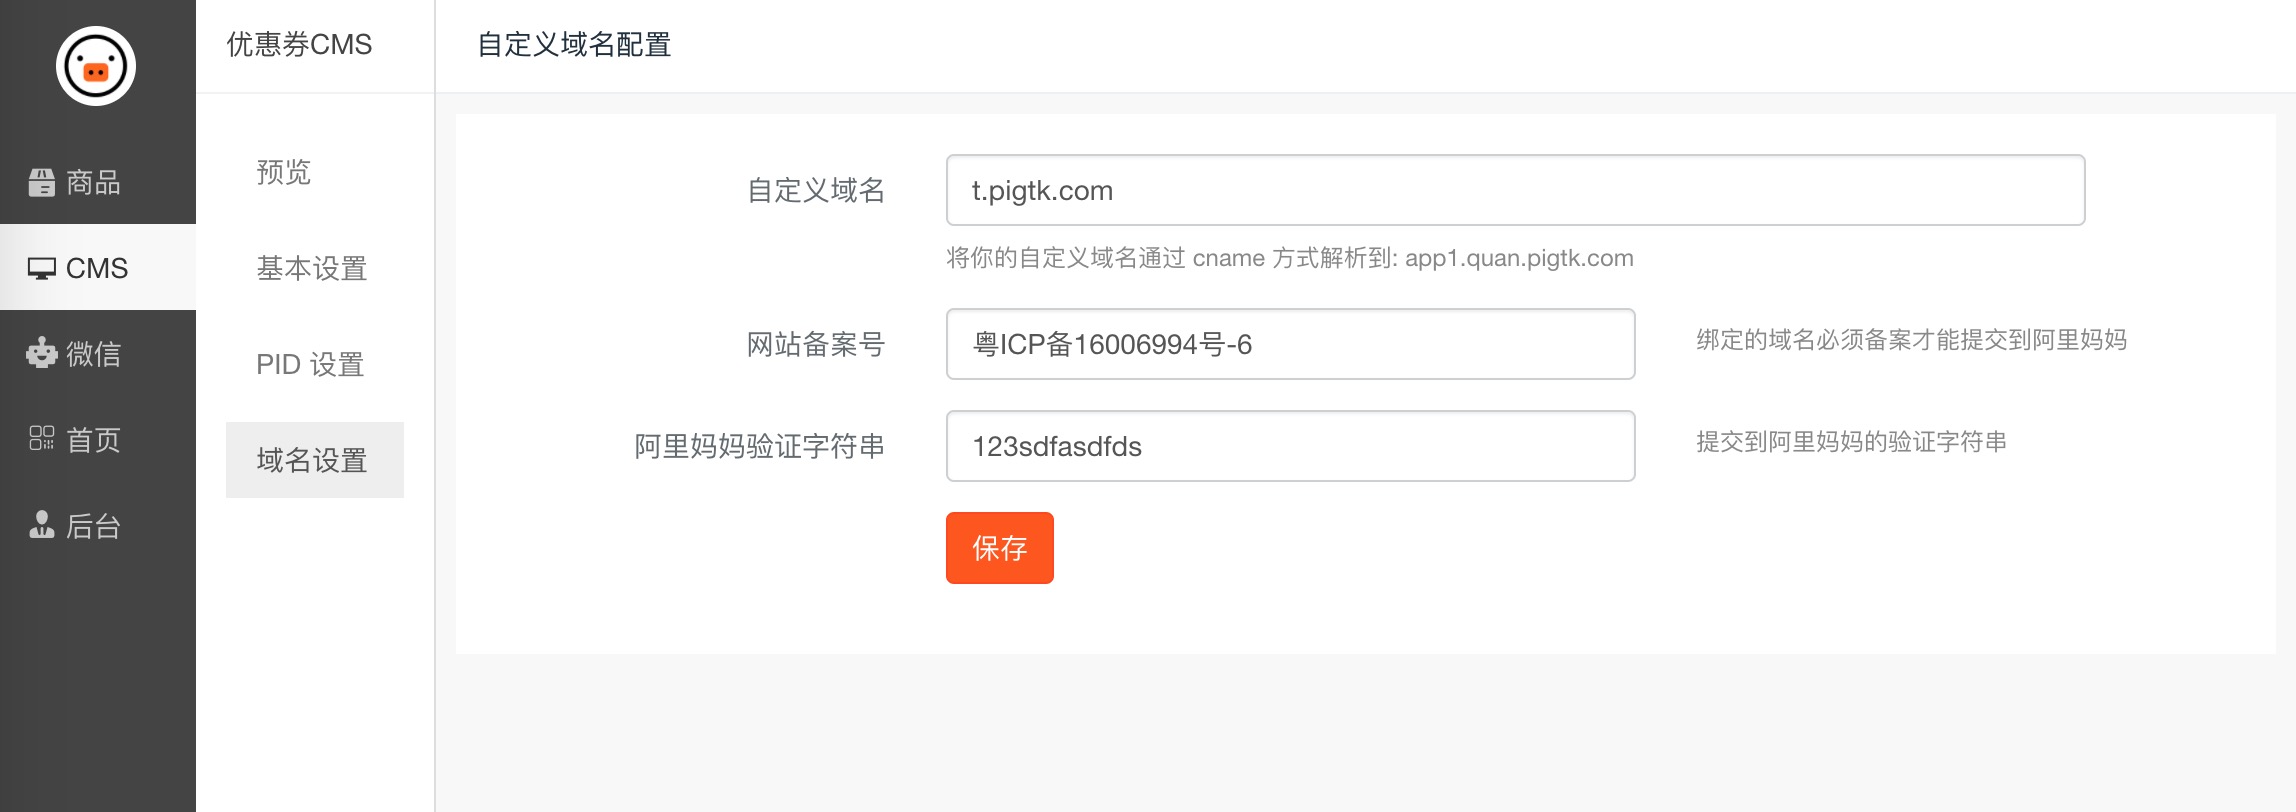 优惠券CMS
自定义域名配置
商品
CMS
微信
首页
后台
预览
基本设置
PID 设置
域名设置
自定义域名
t.pigtk.com
将你的自定义域名通过 cname 方式解析到: app1.quan.pigtk.com
网站备案号
粤ICP备16006994号-6
绑定的域名必须备案才能提交到阿里妈妈
阿里妈妈验证字符串
123sdfasdfds
提交到阿里妈妈的验证字符串
保存